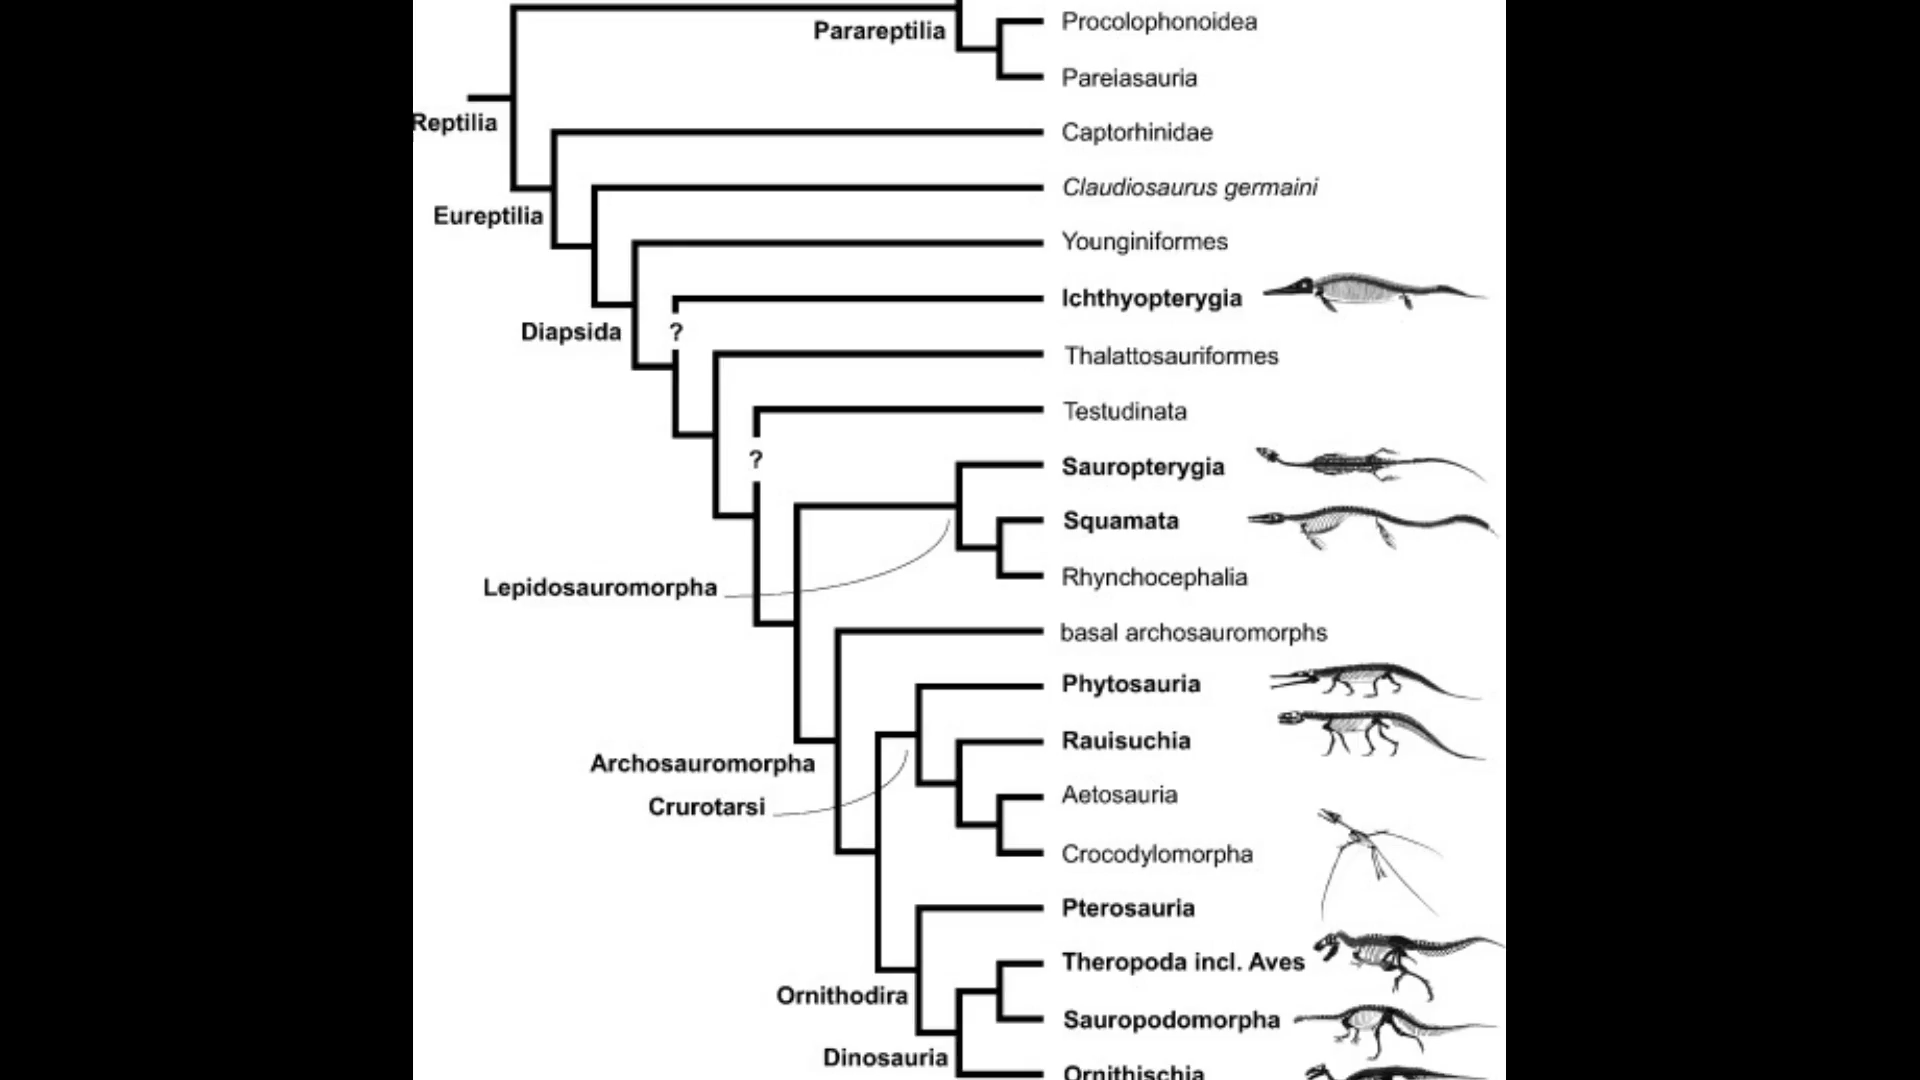 Parareptilia
Procolophonoidea
Pareiasauria
Reptilia
Captorhinidae
Claudiosaurus germaini
Eureptilia
Younginiformes
Ichthyopterygia
Diapsida
?
Thalattosauriformes
Testudinata
?
Sauropterygia
Squamata
Rhynchocephalia
Lepidosauromorpha
basal archosauromorphs
Phytosauria
Rauisuchia
Archosauromorpha
Aetosauria
Crurotarsi
Crocodylomorpha
Pterosauria
Theropoda incl. Aves
Ornithodira
Sauropodomorpha
Dinosauria
Ornithischia